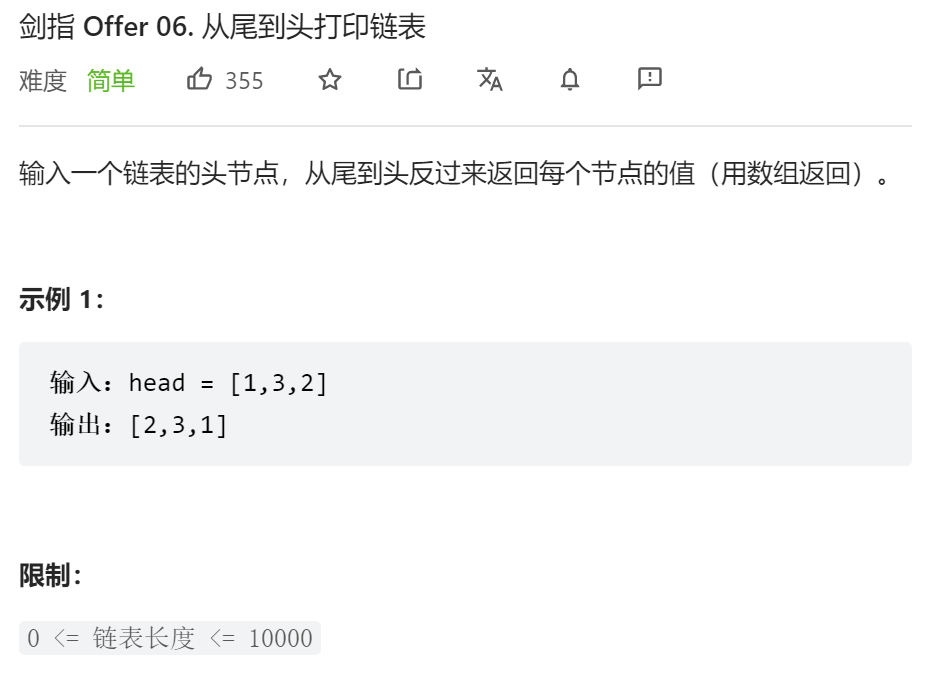 剑指 Offer 06. 从尾到头打印链表
难度 简单 355
输入一个链表的头节点，从尾到头反过来返回每个节点的值（用数组返回）。
示例 1：
输入：head = [1,3,2]
输出：[2,3,1]
限制：
0 <= 链表长度 <= 10000